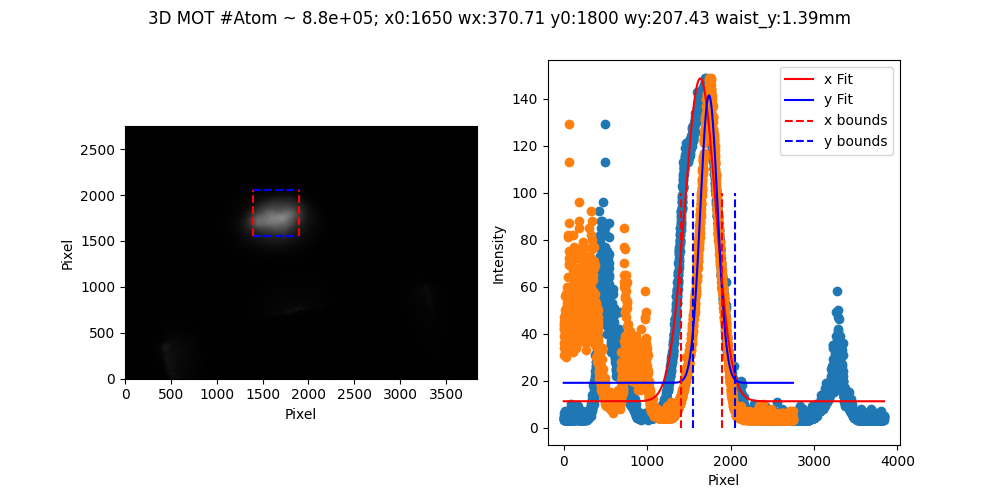 3D MOT #Atom ~ 8.8e+05; x0:1650 wx:370.71 y0:1800 wy:207.43 waist_y:1.39mm
2500
2000
1500
1000
500
0
Pixel
0 500 1000 1500 2000 2500 3000 3500
Pixel
140
120
100
80
60
40
20
0
Intensity
x Fit
y Fit
x bounds
y bounds
0 1000 2000 3000 4000
Pixel